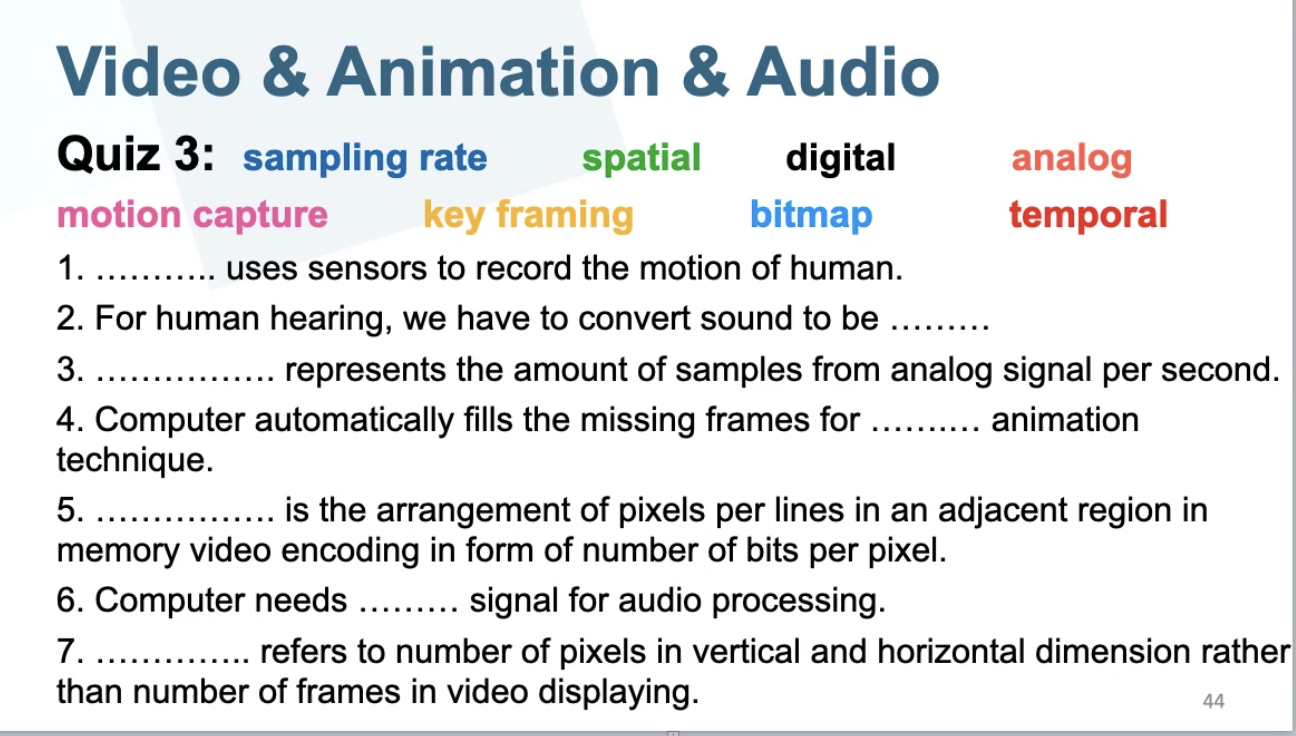 Video & Animation & Audio
Quiz 3: sampling rate spatial digital analog
motion capture key framing bitmap temporal
1. ……….. uses sensors to record the motion of human.
2. For human hearing, we have to convert sound to be ………
3. ……………. represents the amount of samples from analog signal per second.
4. Computer automatically fills the missing frames for ………. animation
technique.
5. ……………. is the arrangement of pixels per lines in an adjacent region in
memory video encoding in form of number of bits per pixel.
6. Computer needs ……… signal for audio processing.
7. ………….. refers to number of pixels in vertical and horizontal dimension rather
than number of frames in video displaying.
44